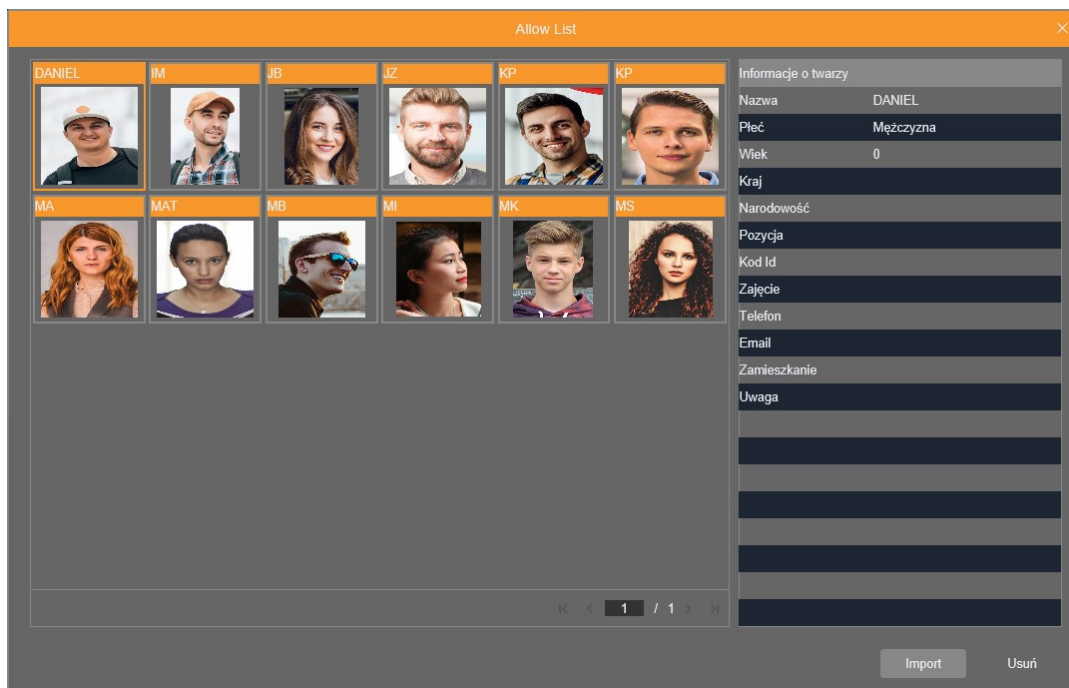 Allow List
DANIEL IM JB JZ KP KP
MA MAT MB MI MK MS
Informacje o twarzy
Nazwa DANIEL
Płeć Mężczyzna
Wiek 0
Kraj
Narodowość
Pozycja
Kod Id
Zajęcie
Telefon
Email
Zamieszkanie
Uwaga
1 / 1
Import Usuń